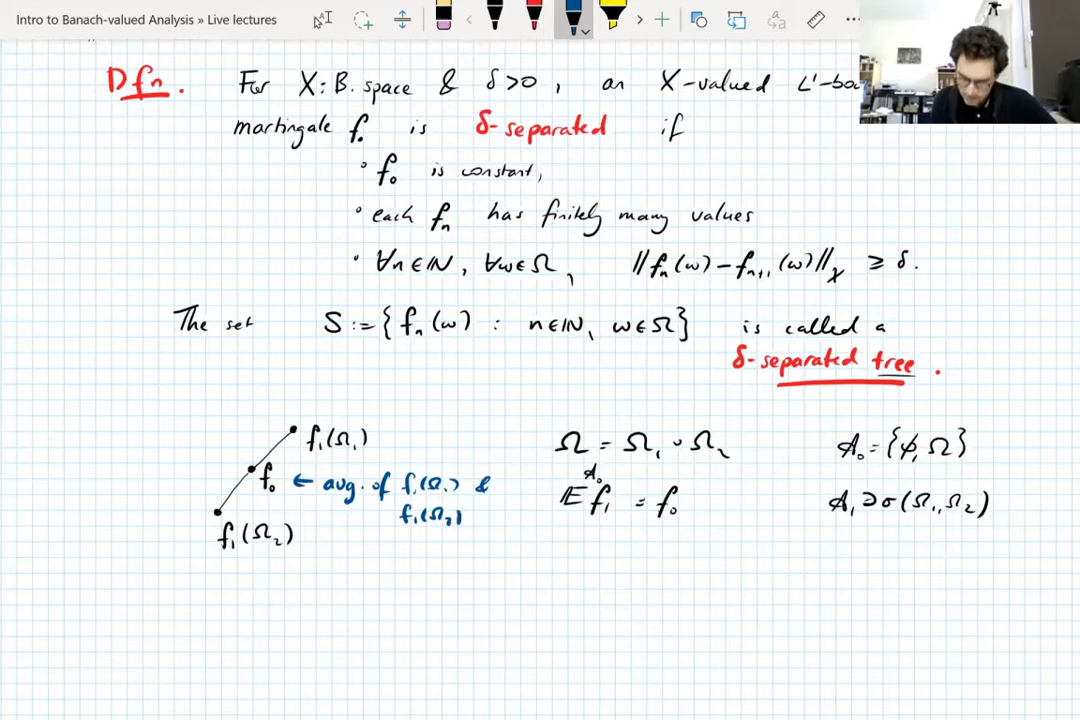 Intro to Banach-valued Analysis » Live lectures
Dfn. For X: B. space & δ>0, an X-valued L¹-bo
martingale f. is δ-separated if
• f₀ is constant,
• each fₙ has finitely many values
• ∀n∈ℕ, ∀ω∈Ω, ‖fₙ(ω) - fₙ₊₁(ω)‖_X ≥ δ.
The set S := {fₙ(ω) : n∈ℕ, ω∈Ω} is called a
δ-separated tree.
f₁(Ω₁)
f₀ ← avg. of f₁(Ω₁) & f₁(Ω₂)
f₁(Ω₂)
Ω = Ω₁ ∪ Ω₂
𝔼^{A₀} f₁ = f₀
A₀ = {∅, Ω}
A₁ ⊃ σ(Ω₁, Ω₂)